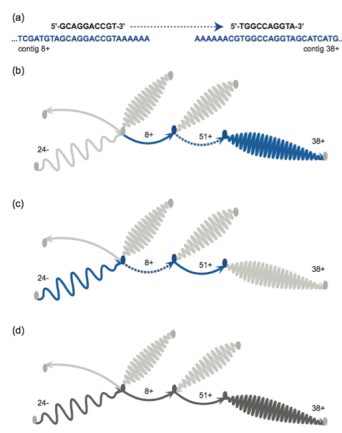 (a)
5'-GCAGGACCGT-3' 5'-TGGCCAGGTA-3'
...TCGATGTAGCAGGACCGTAAAAAA AAAAAACGTGGCCAGGTAGCATCATG..
contig 8+ contig 38+
(b)
24-
8+
51+
38+
(c)
24-
8+
51+
38+
(d)
24-
8+
51+
38+